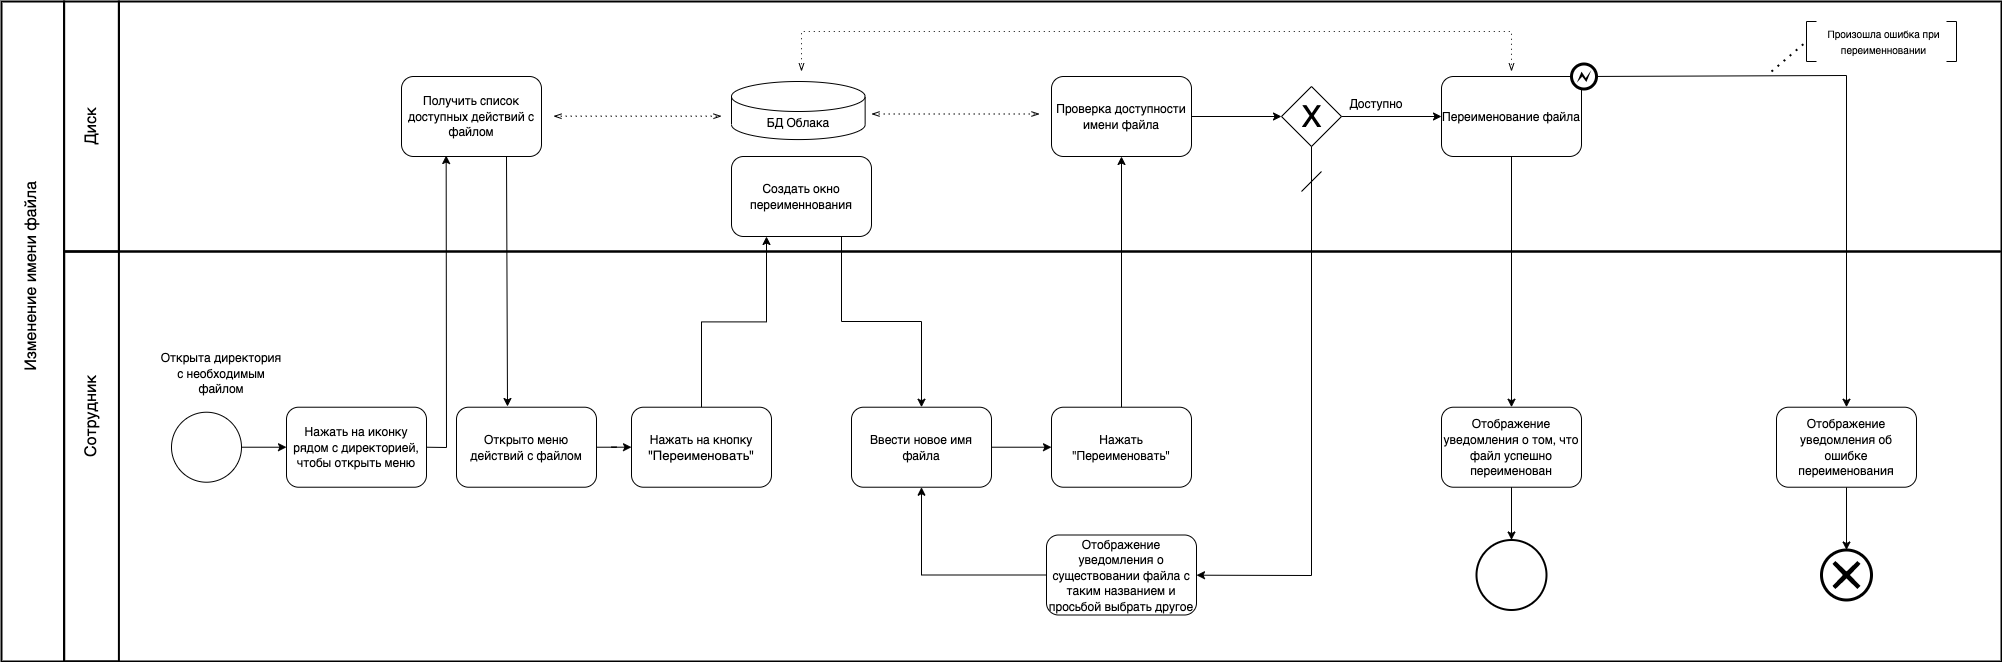 Изменение имени файла
Диск
Сотрудник
Получить список
доступных действий с
файлом
БД Облака
Создать окно
переименнования
Проверка доступности
имени файла
X
Доступно
Переименование файла
Произошла ошибка при
переименновании
Открыта директория
с необходимым
файлом
Нажать на иконку
рядом с директорией,
чтобы открыть меню
Открыто меню
действий с файлом
Нажать на кнопку
"Переименовать"
Ввести новое имя
файла
Нажать
"Переименовать"
Отображение
уведомления о
существовании файла с
таким названием и
просьбой выбрать другое
Отображение
уведомления о том, что
файл успешно
переименован
Отображение
уведомления об
ошибке
переименования